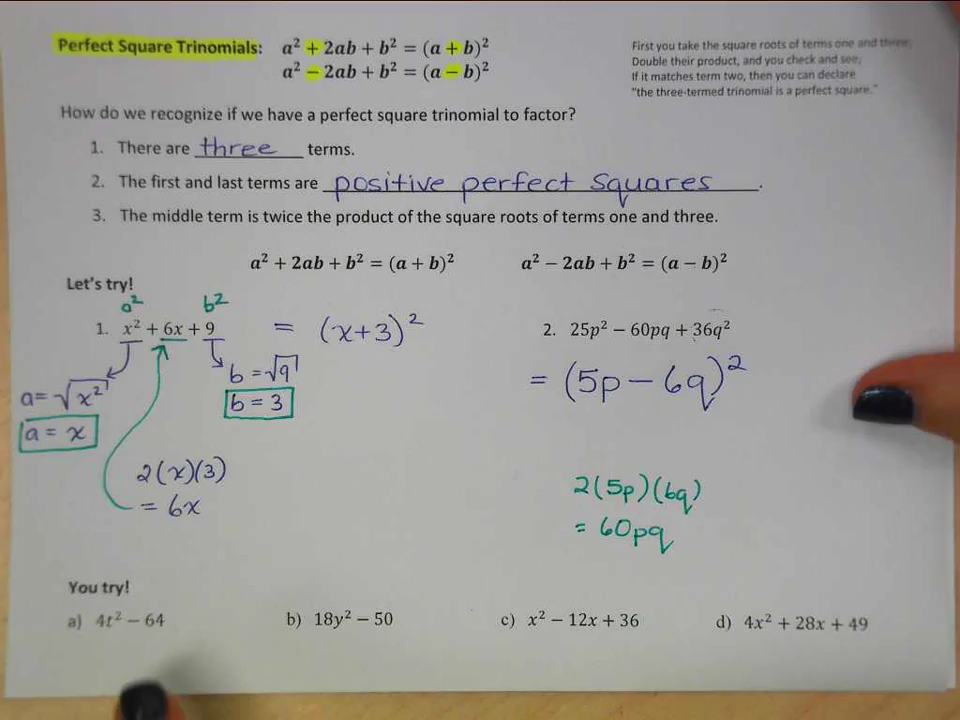 Perfect Square Trinomials: a² + 2ab + b² = (a + b)²
a² − 2ab + b² = (a − b)²
First you take the square roots of terms one and three;
Double their product, and you check and see;
If it matches term two, then you can declare
"the three-termed trinomial is a perfect square."
How do we recognize if we have a perfect square trinomial to factor?
1. There are three terms.
2. The first and last terms are positive perfect squares.
3. The middle term is twice the product of the square roots of terms one and three.
a² + 2ab + b² = (a + b)²
a² − 2ab + b² = (a − b)²
Let's try!
a² b²
1. x² + 6x + 9 = (x+3)²
a = √x²
a = x
b = √9
b = 3
2(x)(3)
= 6x
2. 25p² − 60pq + 36q²
= (5p − 6q)²
2(5p)(6q)
= 60pq
You try!
a) 4t² − 64
b) 18y² − 50
c) x² − 12x + 36
d) 4x² + 28x + 49